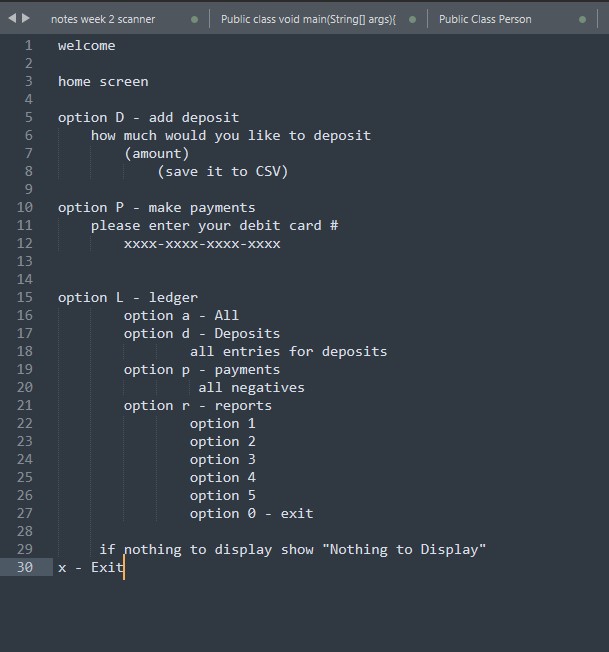 notes week 2 scanner
Public class void main(String[] args){
Public Class Person
1 welcome
2
3 home screen
4
5 option D - add deposit
6 how much would you like to deposit
7 (amount)
8 (save it to CSV)
9
10 option P - make payments
11 please enter your debit card #
12 xxxx-xxxx-xxxx-xxxx
13
14
15 option L - ledger
16 option a - All
17 option d - Deposits
18 all entries for deposits
19 option p - payments
20 all negatives
21 option r - reports
22 option 1
23 option 2
24 option 3
25 option 4
26 option 5
27 option 0 - exit
28
29 if nothing to display show "Nothing to Display"
30 x - Exit